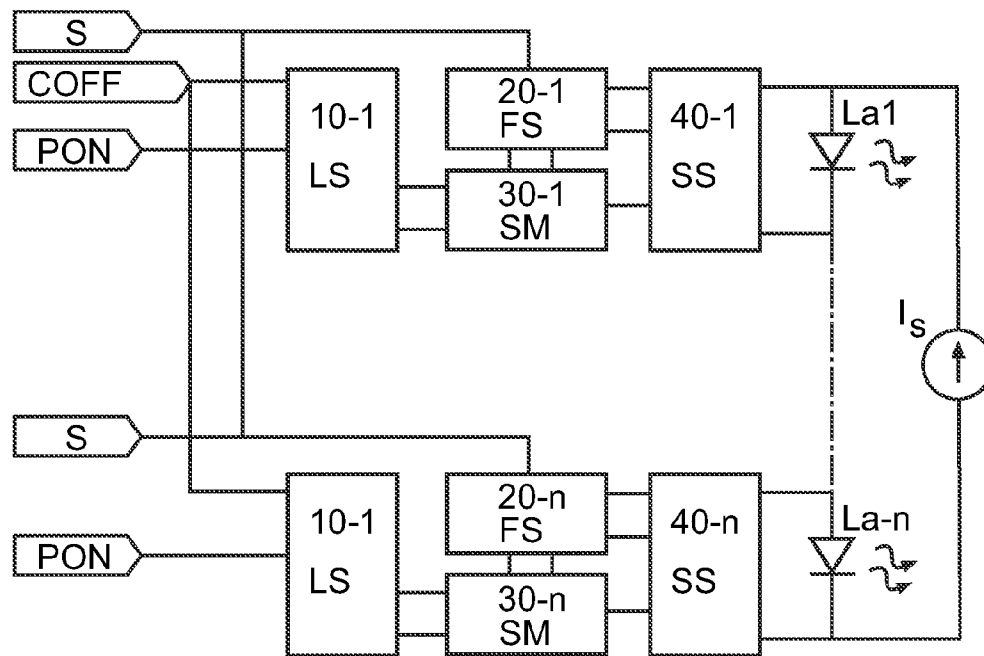 S
COFF
PON
10-1
LS
20-1
FS
30-1
SM
40-1
SS
La1
Is
S
PON
10-1
LS
20-n
FS
30-n
SM
40-n
SS
La-n